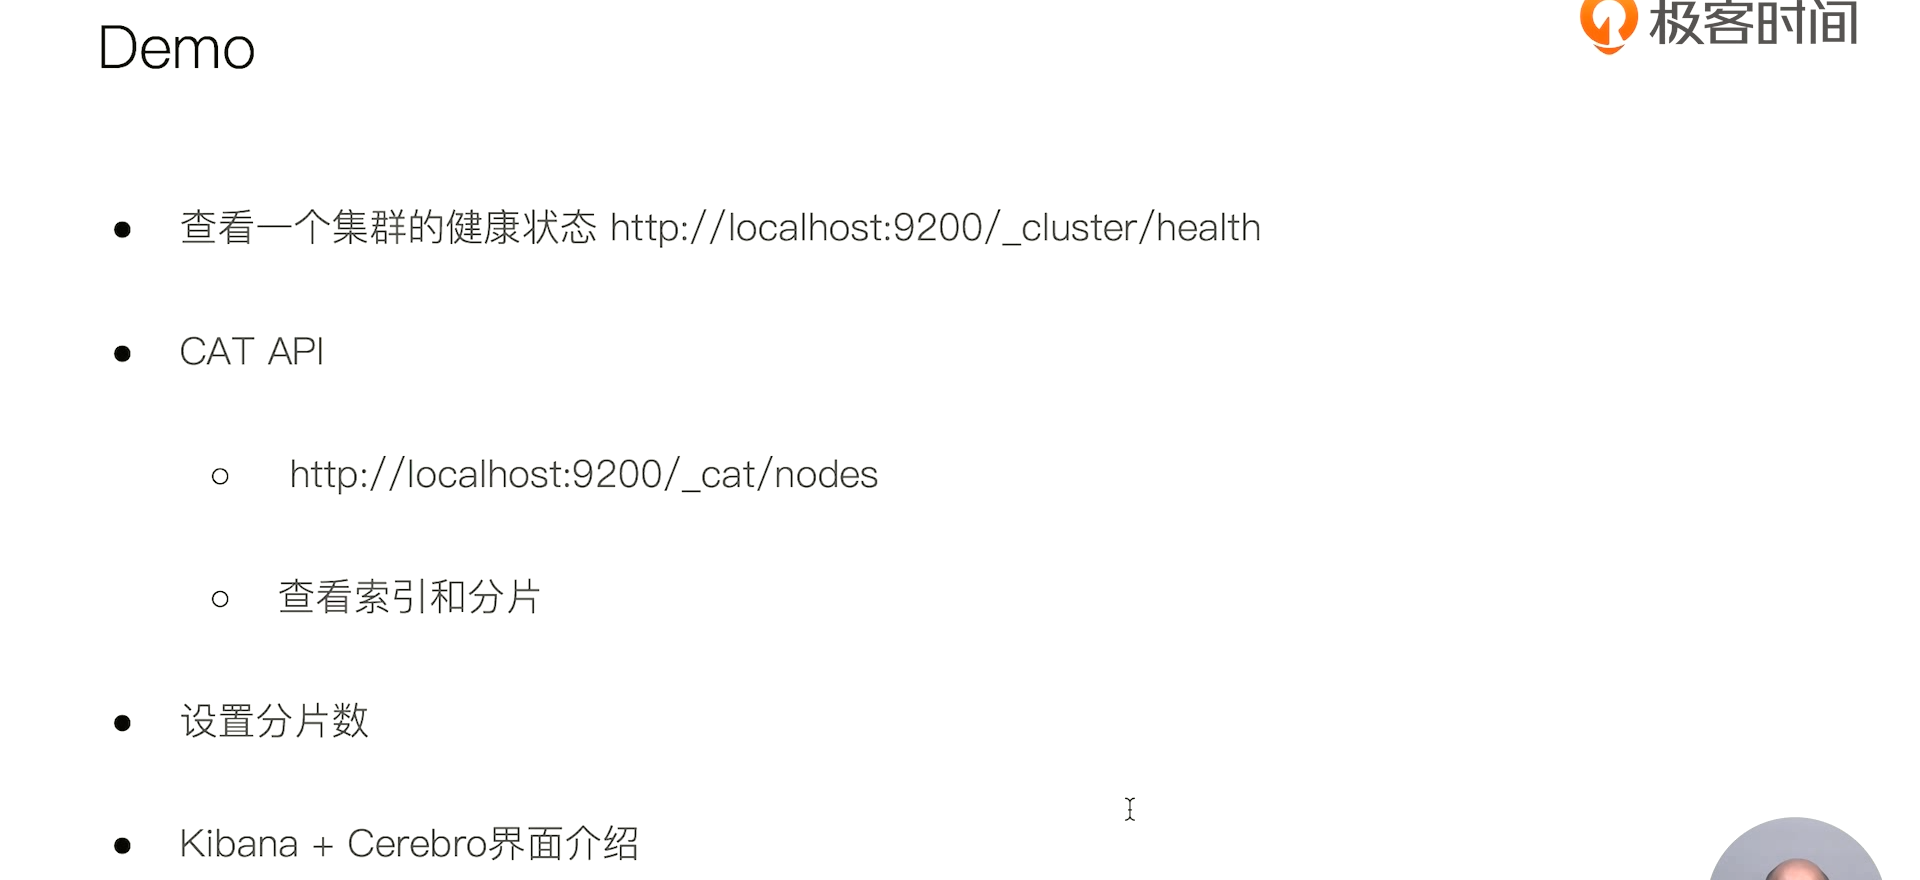 Demo
极客时间
查看一个集群的健康状态 http://localhost:9200/_cluster/health
CAT API
http://localhost:9200/_cat/nodes
查看索引和分片
设置分片数
Kibana + Cerebro界面介绍